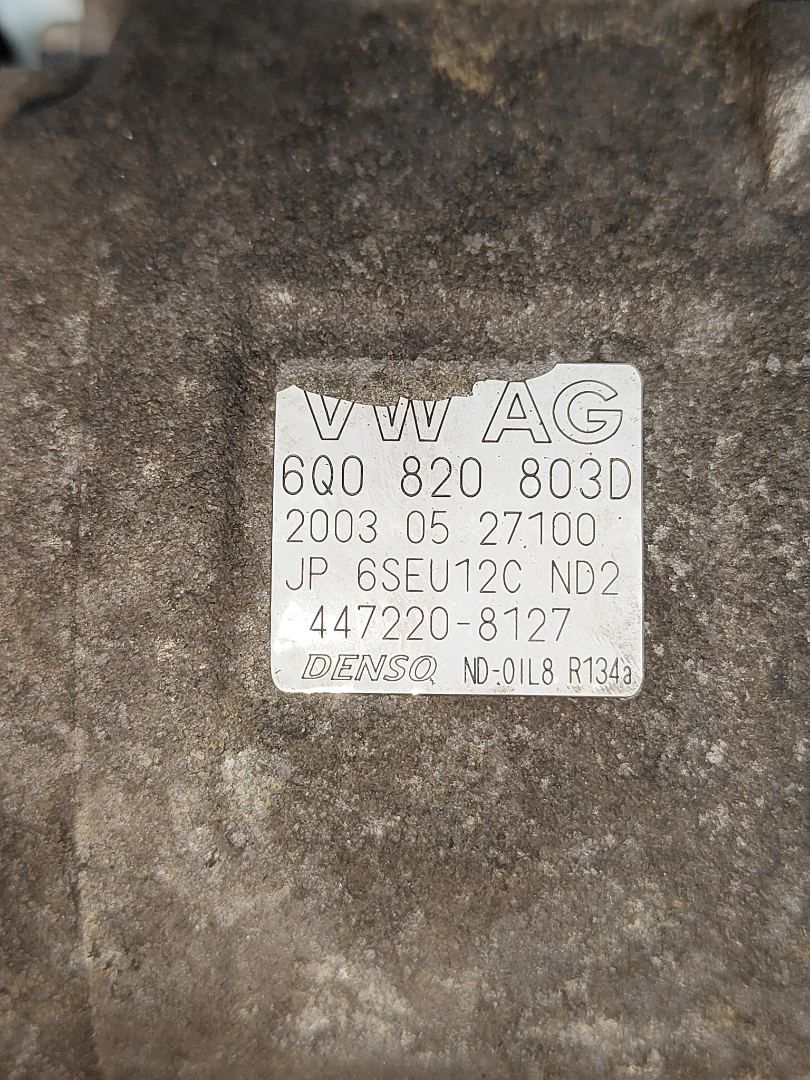 VW AG
6Q0 820 803D
2003 05 27100
JP 6SEU12C ND2
447220-8127
DENSO ND-OIL8 R134a